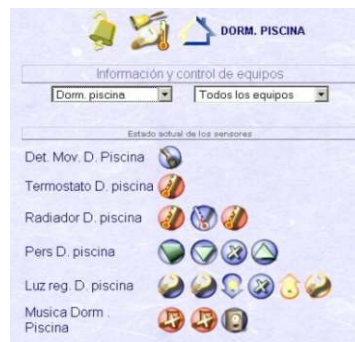 DORM. PISCINA
Información y control de equipos
Dorm. piscina Todos los equipos
Estado actual de los sensores
Det. Mov. D. Piscina
Termostato D. piscina
Radiador D. piscina
Pers D. piscina
Luz reg. D. piscina
Musica Dorm .
Piscina